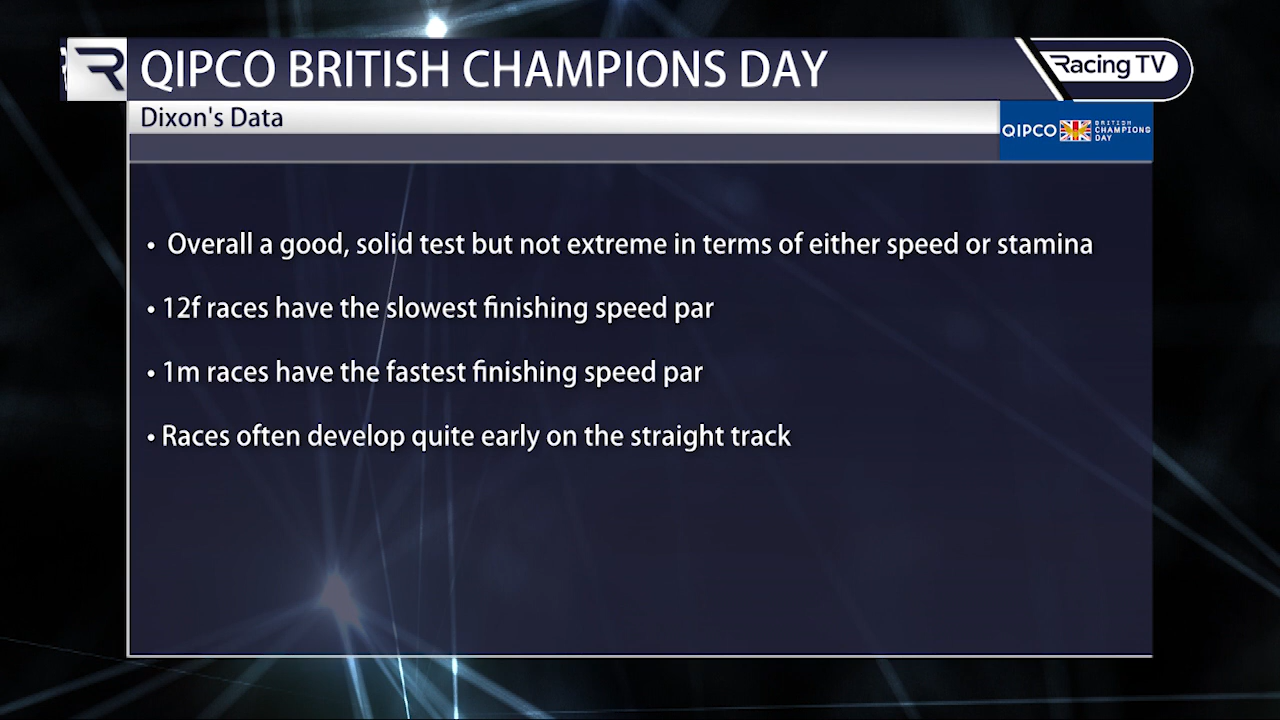 QIPCO BRITISH CHAMPIONS DAY
Racing TV
Dixon's Data
QIPCO BRITISH CHAMPIONS DAY
• Overall a good, solid test but not extreme in terms of either speed or stamina
• 12f races have the slowest finishing speed par
• 1m races have the fastest finishing speed par
• Races often develop quite early on the straight track